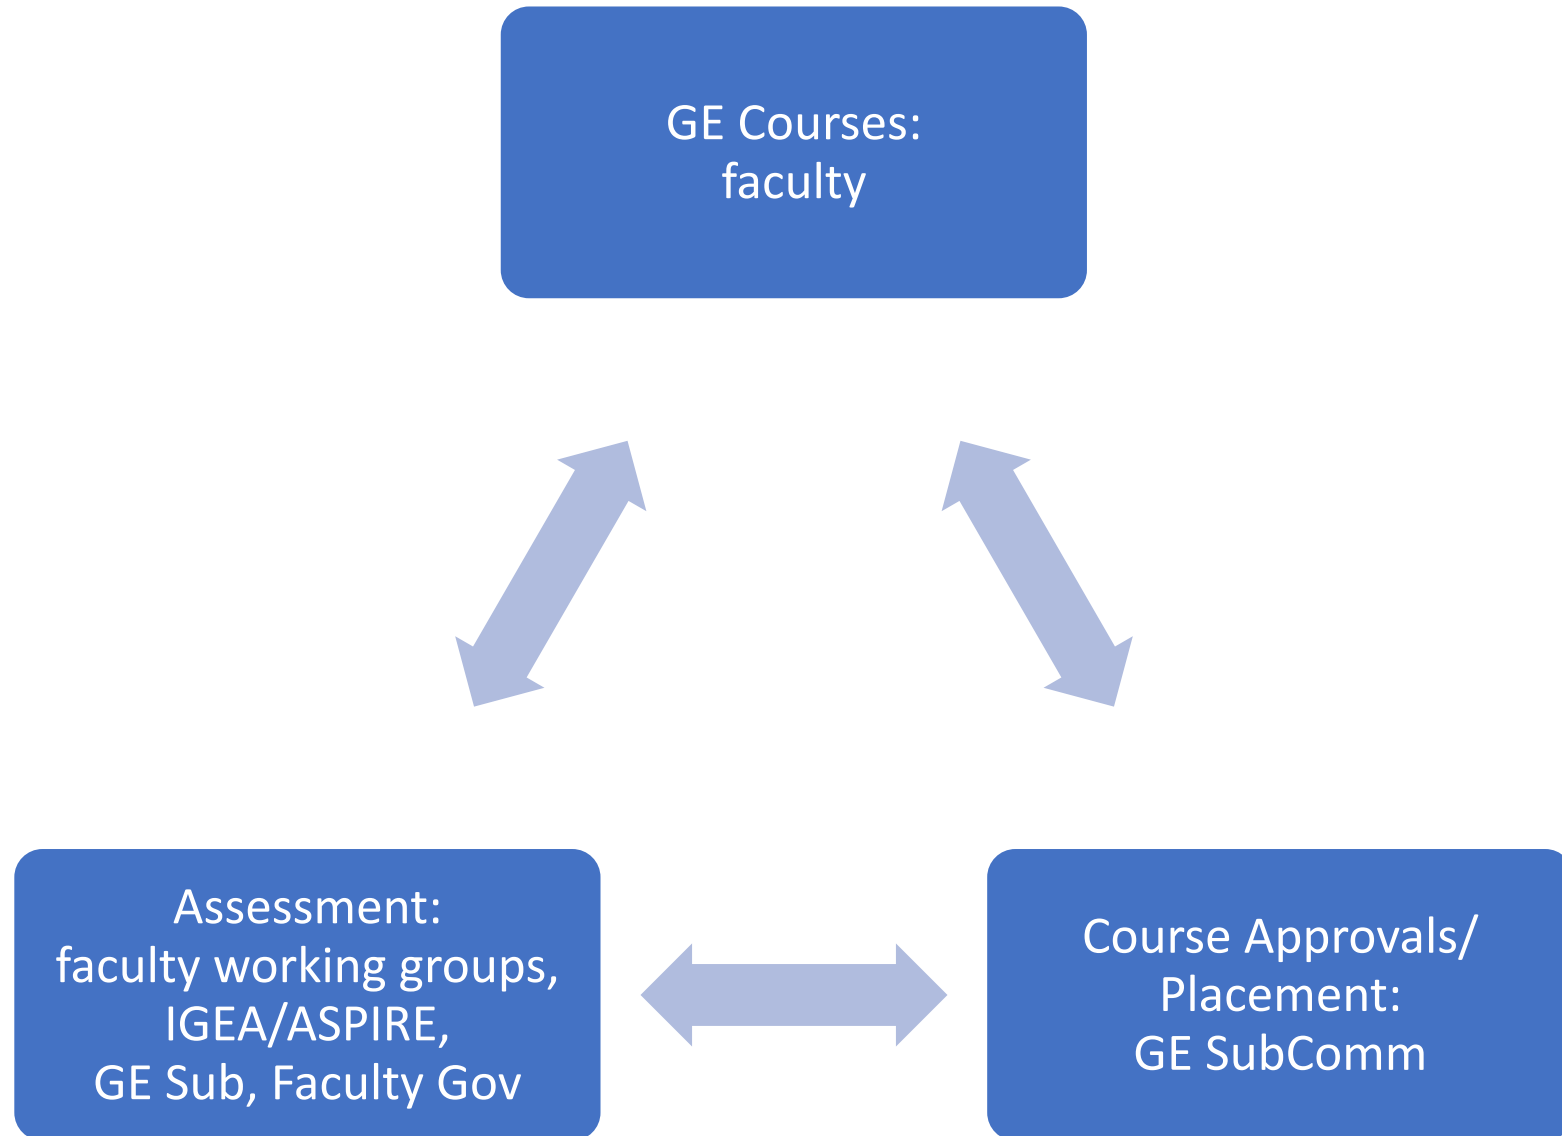 GE Courses:
faculty
Assessment:
faculty working groups,
IGEA/ASPIRE,
GE Sub, Faculty Gov
Course Approvals/
Placement:
GE SubComm